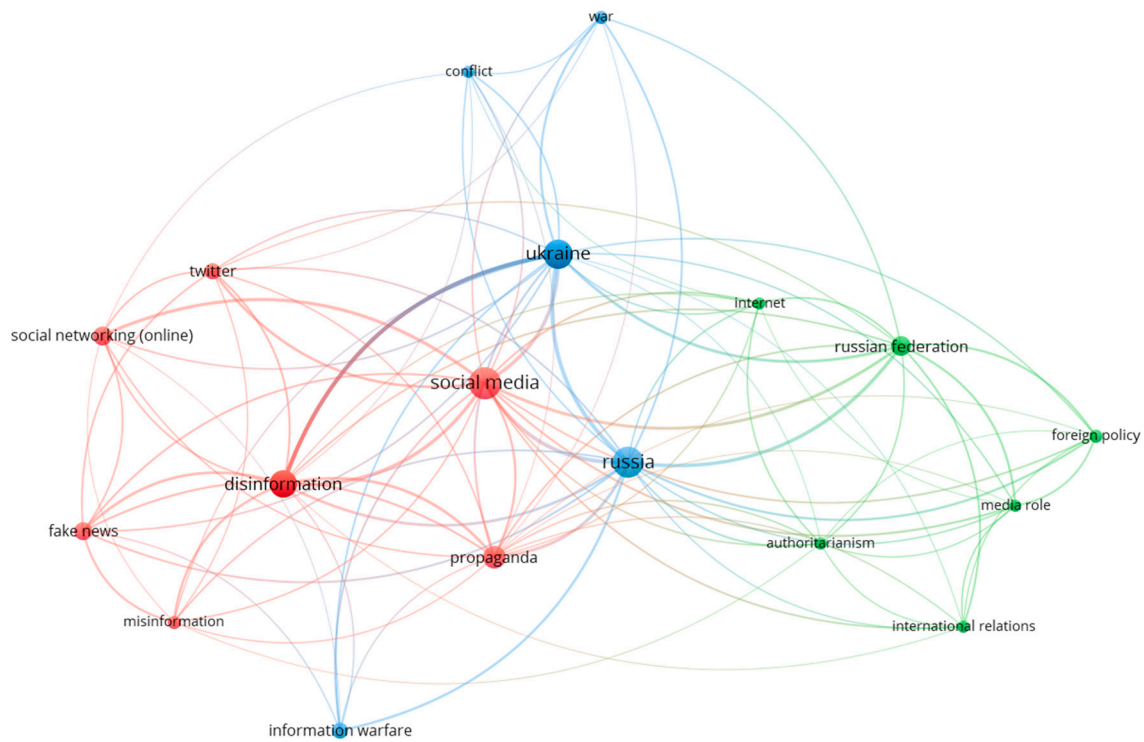 war
conflict
ukraine
twitter
internet
social networking (online)
russian federation
social media
foreign policy
russia
disinformation
media role
fake news
authoritarianism
propaganda
misinformation
international relations
information warfare